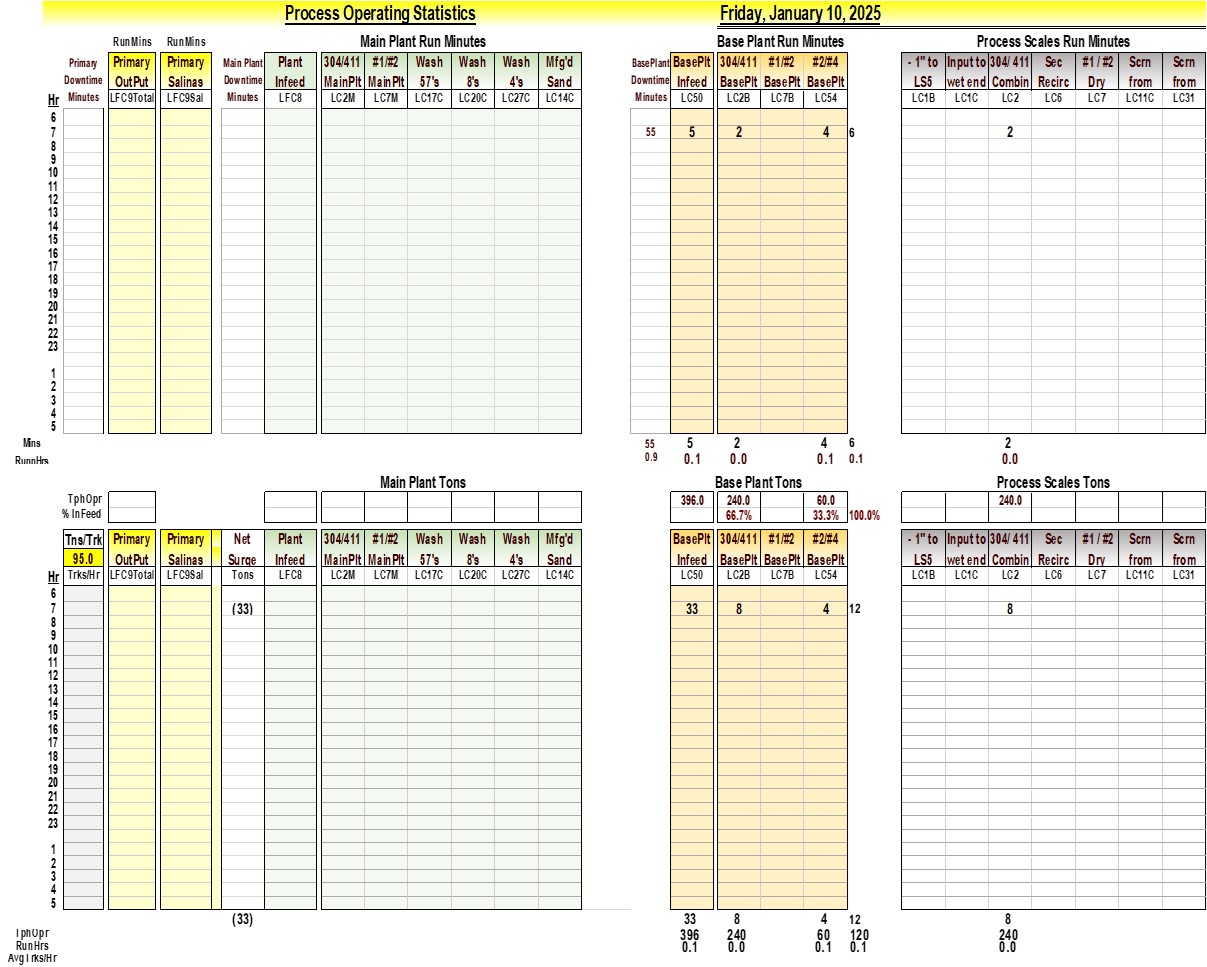 Process Operating Statistics Friday, January 10, 2025
RunMins RunMins Main Plant Run Minutes Base Plant Run Minutes Process Scales Run Minutes
Primary Primary Primary Main Plant Plant 304/411 #1/#2 Wash Wash Wash Mfg'd BasePlant BasePlt 304/411 #1/#2 #2/#4 - 1" to Input to 304/ 411 Sec #1 / #2 Scrn Scrn
Downtime OutPut Salinas Downtime Infeed MainPlt MainPlt 57's 8's 4's Sand Downtime Infeed BasePlt BasePlt BasePlt LS5 wet end Combin Recirc Dry from from
Hr Minutes LFC9Total LFC9Sal Minutes LFC8 LC2M LC7M LC17C LC20C LC27C LC14C Minutes LC50 LC2B LC7B LC54 LC1B LC1C LC2 LC6 LC7 LC11C LC31
6
7 55 5 2 4 6 2
8
9
10
11
12
13
14
15
16
17
18
19
20
21
22
23
1
2
3
4
5
Mins 55 5 2 4 6 2
RunnHrs 0.9 0.1 0.0 0.1 0.1 0.0
Main Plant Tons Base Plant Tons Process Scales Tons
TphOpr 396.0 240.0 60.0 240.0
% InFeed 66.7% 33.3% 100.0%
Tns/Trk Primary Primary Net Plant 304/411 #1/#2 Wash Wash Wash Mfg'd BasePlt 304/411 #1/#2 #2/#4 - 1" to Input to 304/ 411 Sec #1 / #2 Scrn Scrn
95.0 OutPut Salinas Surge Infeed MainPlt MainPlt 57's 8's 4's Sand Infeed BasePlt BasePlt BasePlt LS5 wet end Combin Recirc Dry from from
Hr Trks/Hr LFC9Total LFC9Sal Tons LFC8 LC2M LC7M LC17C LC20C LC27C LC14C LC50 LC2B LC7B LC54 LC1B LC1C LC2 LC6 LC7 LC11C LC31
6
7 (33) 33 8 4 12 8
8
9
10
11
12
13
14
15
16
17
18
19
20
21
22
23
1
2
3
4
5
(33) 33 8 4 12 8
TphOpr 396 240 60 120 240
RunHrs 0.1 0.0 0.1 0.1 0.0
AvgTrks/Hr